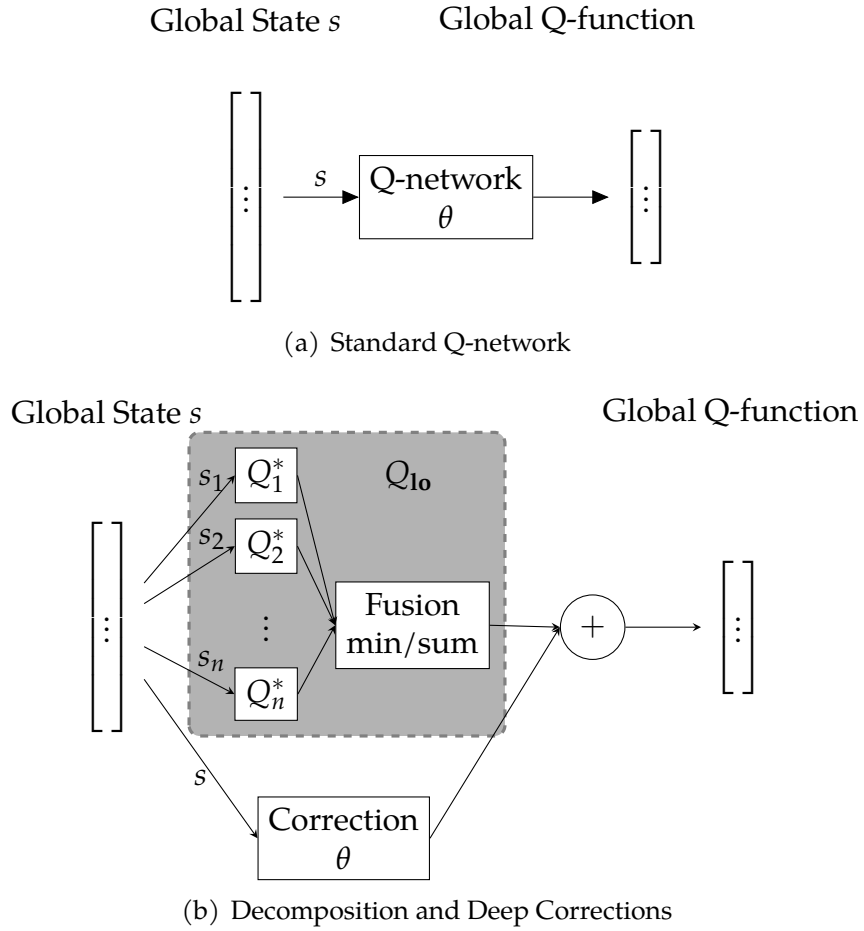 Global State s Global Q-function
s
Q-network
θ
⋮ ⋮
(a) Standard Q-network
Global State s Global Q-function
s₁ Q₁* Q_lo
s₂ Q₂*
⋮ ⋮ Fusion
min/sum + ⋮
sₙ Qₙ*
s
Correction
θ
(b) Decomposition and Deep Corrections